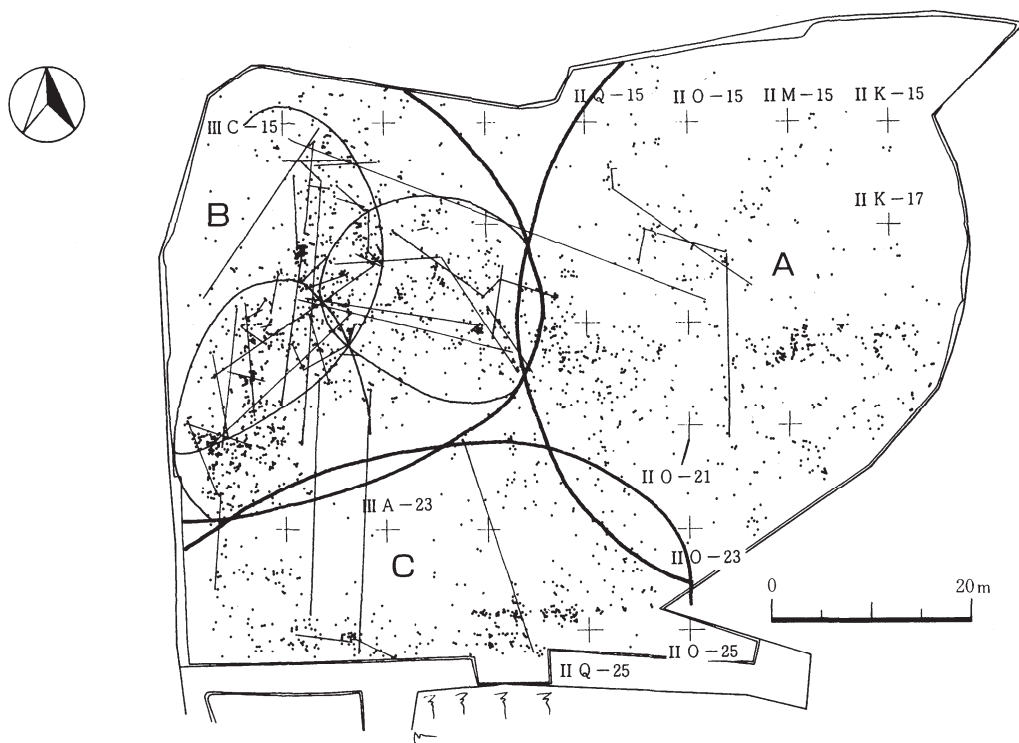 II Q-15 II O-15 II M-15 II K-15
III C-15
II K-17
B
A
II O-21
III A-23
II O-23
C
0 20m
II O-25
II Q-25